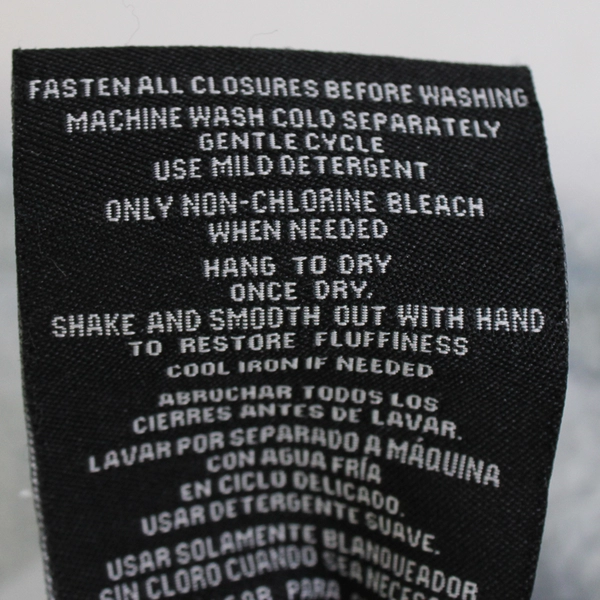 FASTEN ALL CLOSURES BEFORE WASHING
MACHINE WASH COLD SEPARATELY
GENTLE CYCLE
USE MILD DETERGENT
ONLY NON-CHLORINE BLEACH
WHEN NEEDED
HANG TO DRY
ONCE DRY,
SHAKE AND SMOOTH OUT WITH HAND
TO RESTORE FLUFFINESS
COOL IRON IF NEEDED
ABRUCHAR TODOS LOS
CIERRES ANTES DE LAVAR.
LAVAR POR SEPARADO A MÁQUINA
CON AGUA FRÍA
EN CICLO DELICADO.
USAR DETERGENTE SUAVE.
USAR SOLAMENTE BLANQUEADOR
SIN CLORO CUANDO SEA
PARA